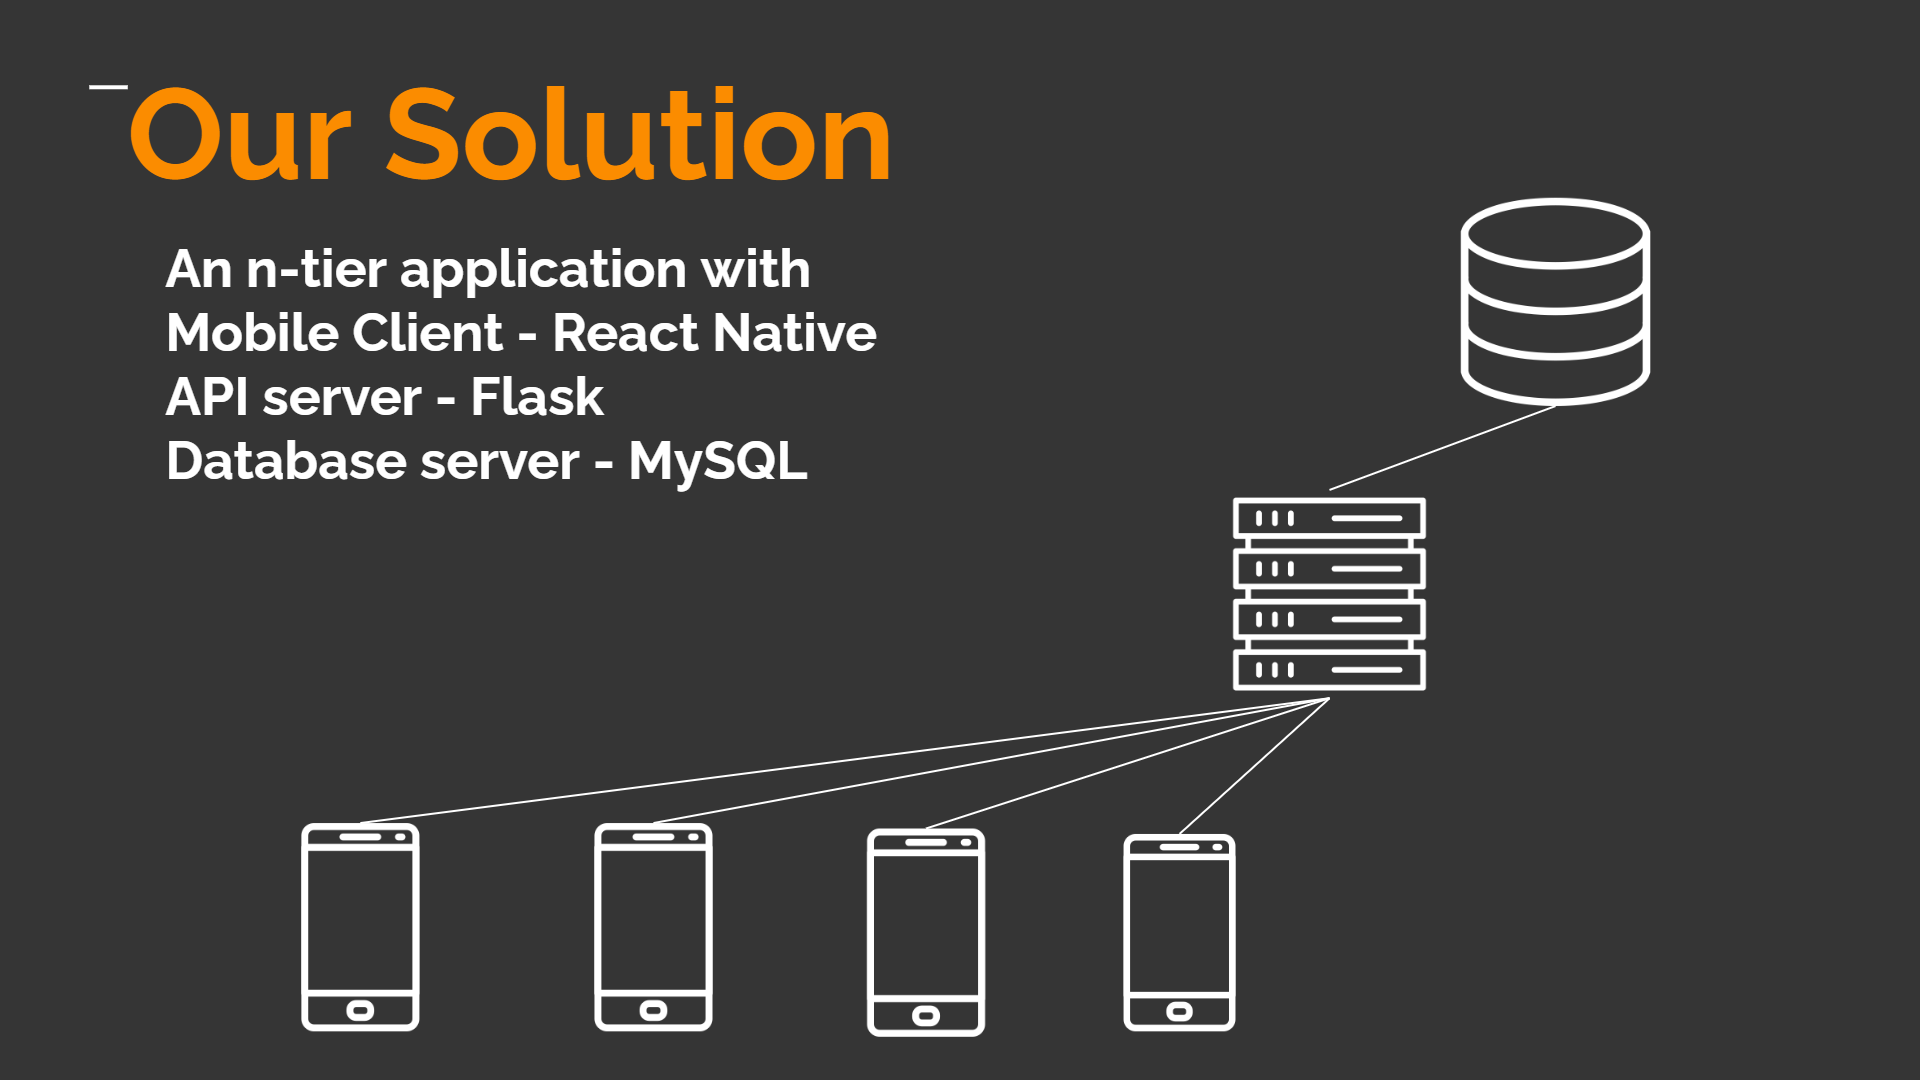 Our Solution
An n-tier application with
Mobile Client - React Native
API server - Flask
Database server - MySQL